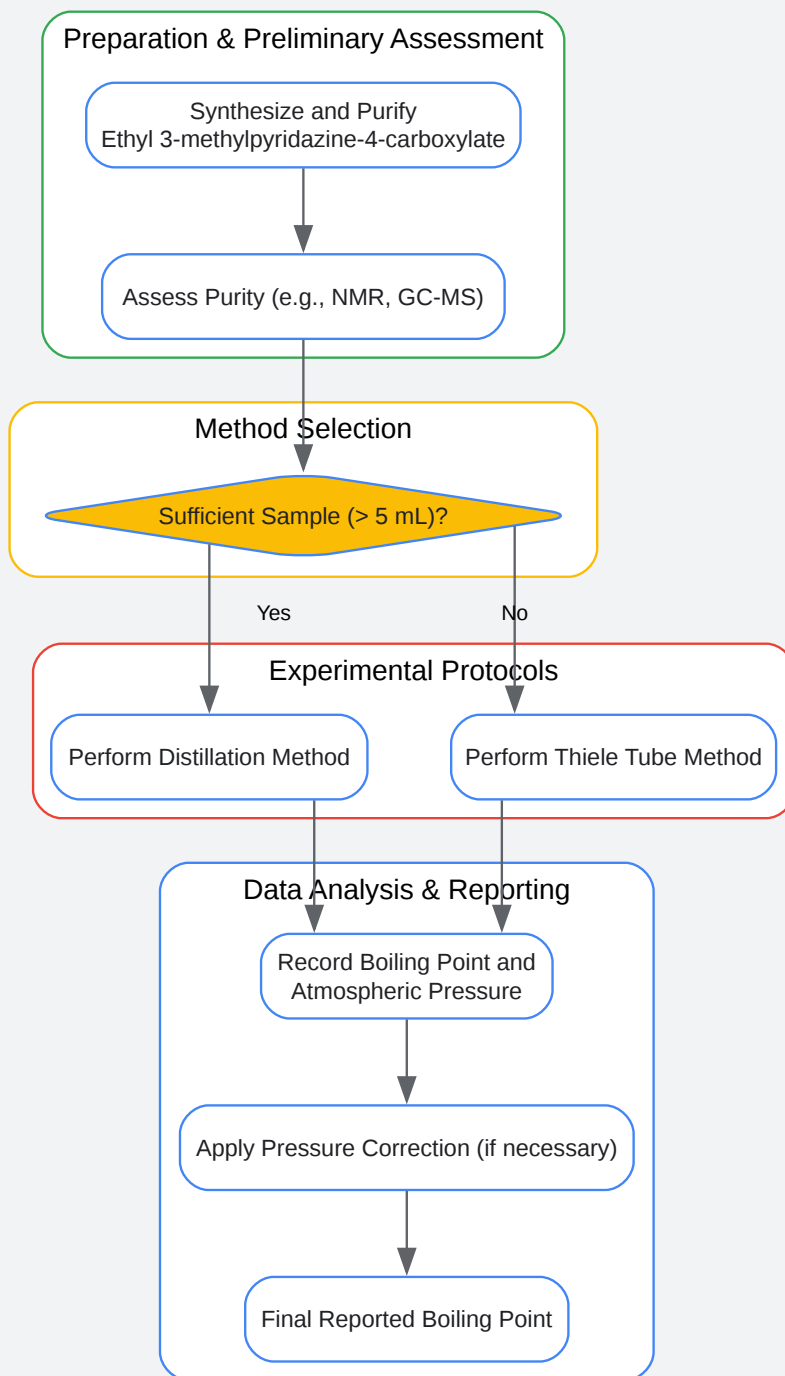 Preparation & Preliminary Assessment
Synthesize and Purify
Ethyl 3-methylpyridazine-4-carboxylate
Assess Purity (e.g., NMR, GC-MS)
Method Selection
Sufficient Sample (> 5 mL)?
Yes
No
Experimental Protocols
Perform Distillation Method
Perform Thiele Tube Method
Data Analysis & Reporting
Record Boiling Point and
Atmospheric Pressure
Apply Pressure Correction (if necessary)
Final Reported Boiling Point